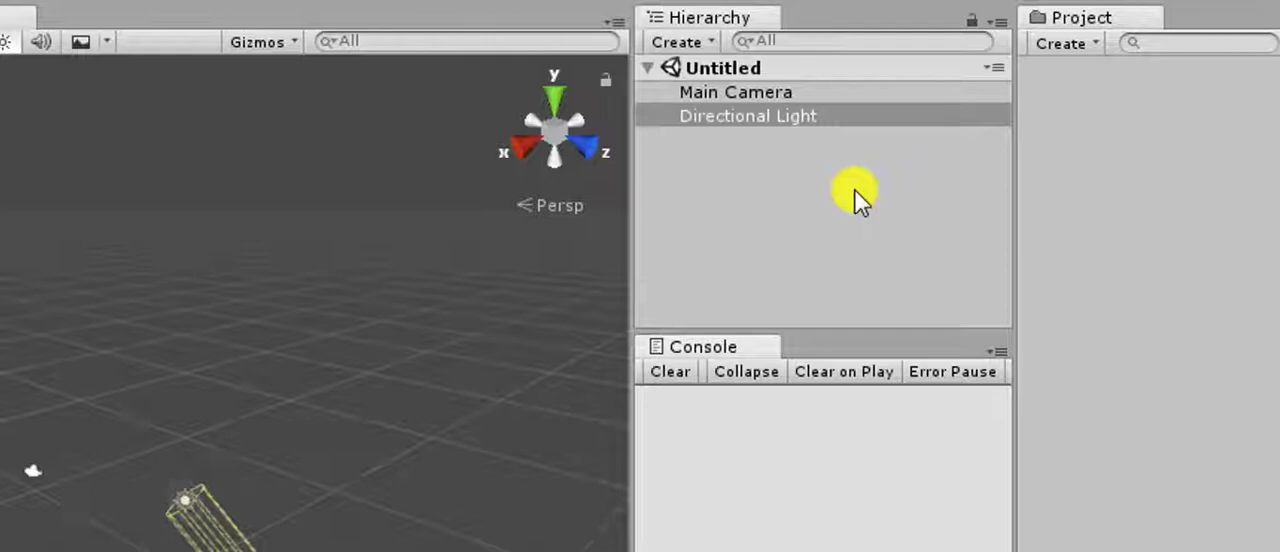 Hierarchy
Project
Gizmos
All
Create
All
Create
Untitled
Main Camera
Directional Light
y
x
z
Persp
Console
Clear
Collapse
Clear on Play
Error Pause